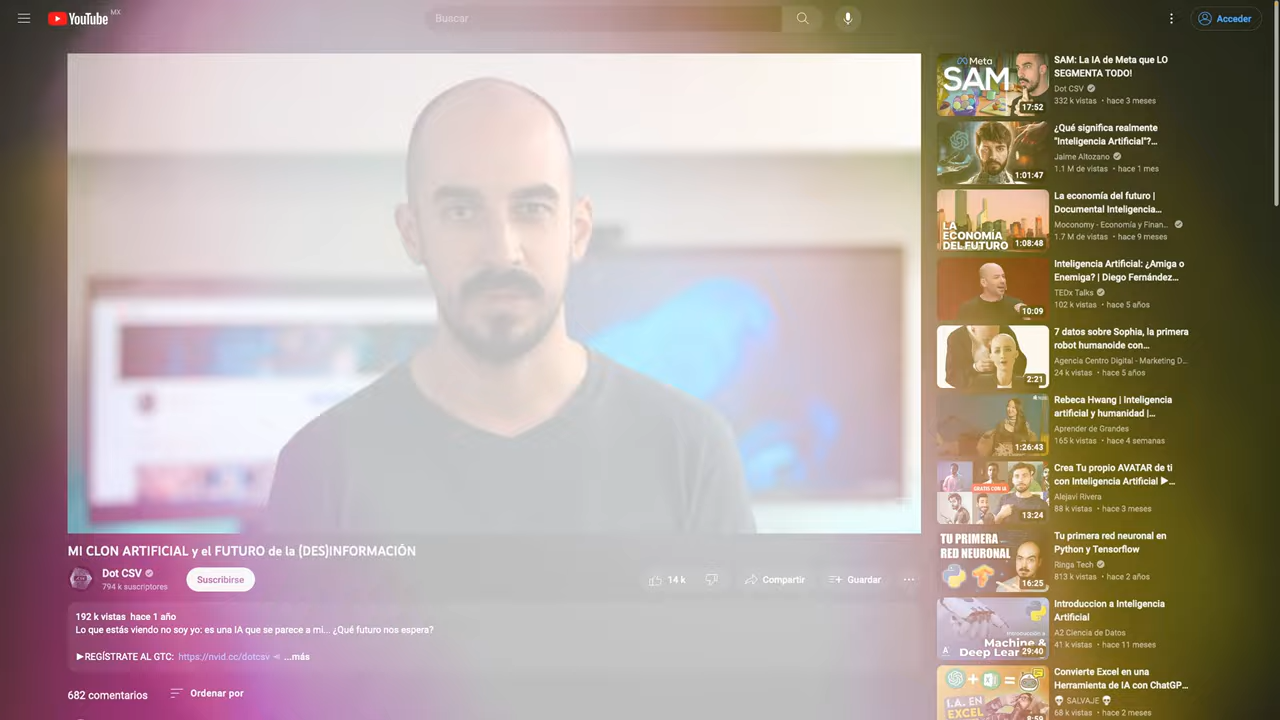 YouTube MX
Buscar
Acceder
MI CLON ARTIFICIAL y el FUTURO de la (DES)INFORMACIÓN
Dot CSV
794 k suscriptores
Suscribirse
14 k
Compartir
Guardar
...
192 k vistas hace 1 año
Lo que estás viendo no soy yo: es una IA que se parece a mi... ¿Qué futuro nos espera?
►REGÍSTRATE AL GTC: https://nvid.cc/dotcsv ...más
682 comentarios
Ordenar por
Meta
SAM
17:52
SAM: La IA de Meta que LO
SEGMENTA TODO!
Dot CSV
332 k vistas • hace 3 meses
1:01:47
¿Qué significa realmente
"Inteligencia Artificial"?...
Jaime Altozano
1.1 M de vistas • hace 1 mes
LA
ECONOMIA
DEL FUTURO
1:08:48
La economía del futuro |
Documental Inteligencia...
Moconomy - Economía y Finan...
1.7 M de vistas • hace 9 meses
10:09
Inteligencia Artificial: ¿Amiga o
Enemiga? | Diego Fernández...
TEDx Talks
102 k vistas • hace 5 años
2:21
7 datos sobre Sophia, la primera
robot humanoide con...
Agencia Centro Digital - Marketing D...
24 k vistas • hace 5 años
1:26:43
Rebeca Hwang | Inteligencia
artificial y humanidad |...
Aprender de Grandes
165 k vistas • hace 4 semanas
GRATIS CON IA
13:24
Crea Tu propio AVATAR de ti
con Inteligencia Artificial ►...
Alejavi Rivera
88 k vistas • hace 3 meses
TU PRIMERA
RED NEURONAL
16:25
Tu primera red neuronal en
Python y Tensorflow
Ringa Tech
813 k vistas • hace 2 años
Introducción a
Machine &
Deep Lear
29:40
Introduccion a Inteligencia
Artificial
A2 Ciencia de Datos
41 k vistas • hace 11 meses
I.A. EN
EXCEL
8:59
Convierte Excel en una
Herramienta de IA con ChatGP...
SALVAJE
68 k vistas • hace 2 meses